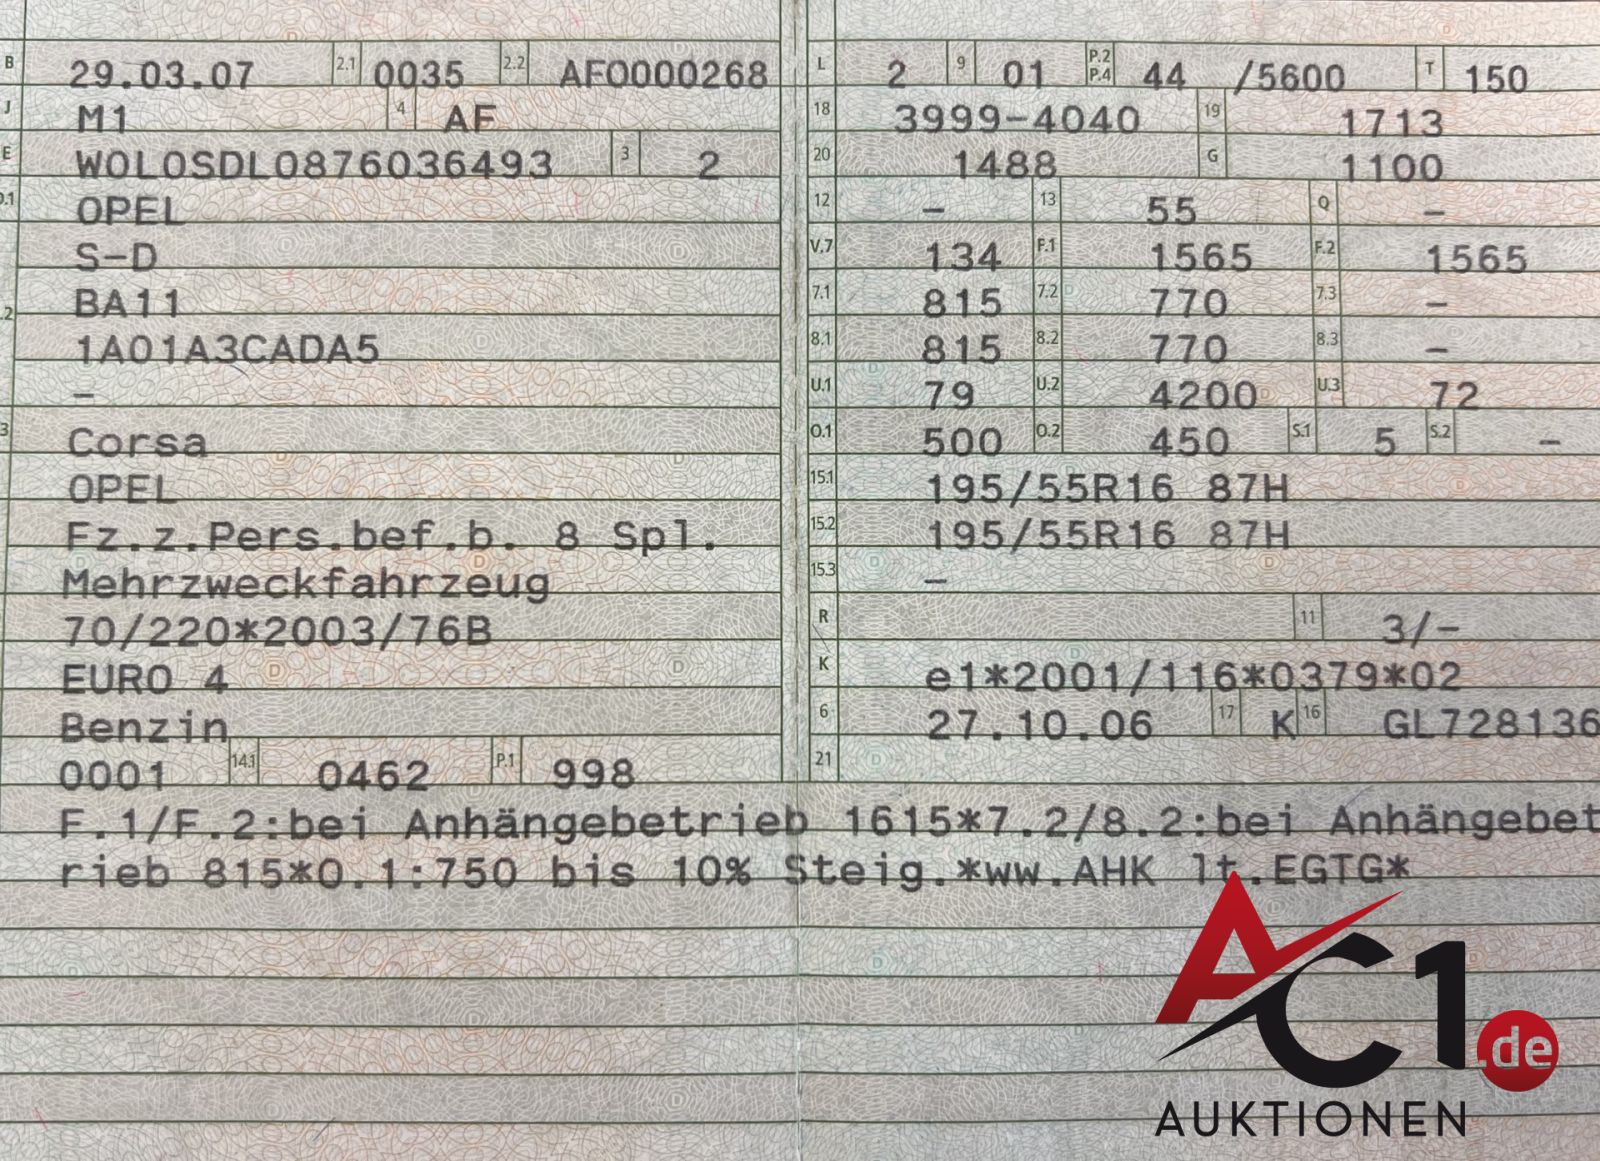 B 29.03.07 2.1 0035 2.2 AFO000268 L 2 9 01 P.2 P.4 44 /5600 T 150
J M1 4 AF 18 3999-4040 19 1713
E W0L0SDL0876036493 3 2 20 1488 G 1100
D.1 OPEL 12 – 13 55 Q –
S-D V.7 134 F.1 1565 F.2 1565
.2 BA11 7.1 815 7.2 770 7.3 –
1A01A3CADA5 8.1 815 8.2 770 8.3 –
– U.1 79 U.2 4200 U.3 72
3 Corsa O.1 500 O.2 450 S.1 5 S.2 –
OPEL 15.1 195/55R16 87H
Fz.z.Pers.bef.b. 8 Spl. 15.2 195/55R16 87H
Mehrzweckfahrzeug 15.3 –
70/220*2003/76B R 11 3/–
EURO 4 K e1*2001/116*0379*02
Benzin 6 27.10.06 17 K 16 GL728136
0001 14.1 0462 P.1 998 21
F.1/F.2:bei Anhängebetrieb 1615*7.2/8.2:bei Anhängebet
rieb 815*O.1:750 bis 10% Steig.*ww.AHK lt.EGTG*
AC1.de
AUKTIONEN